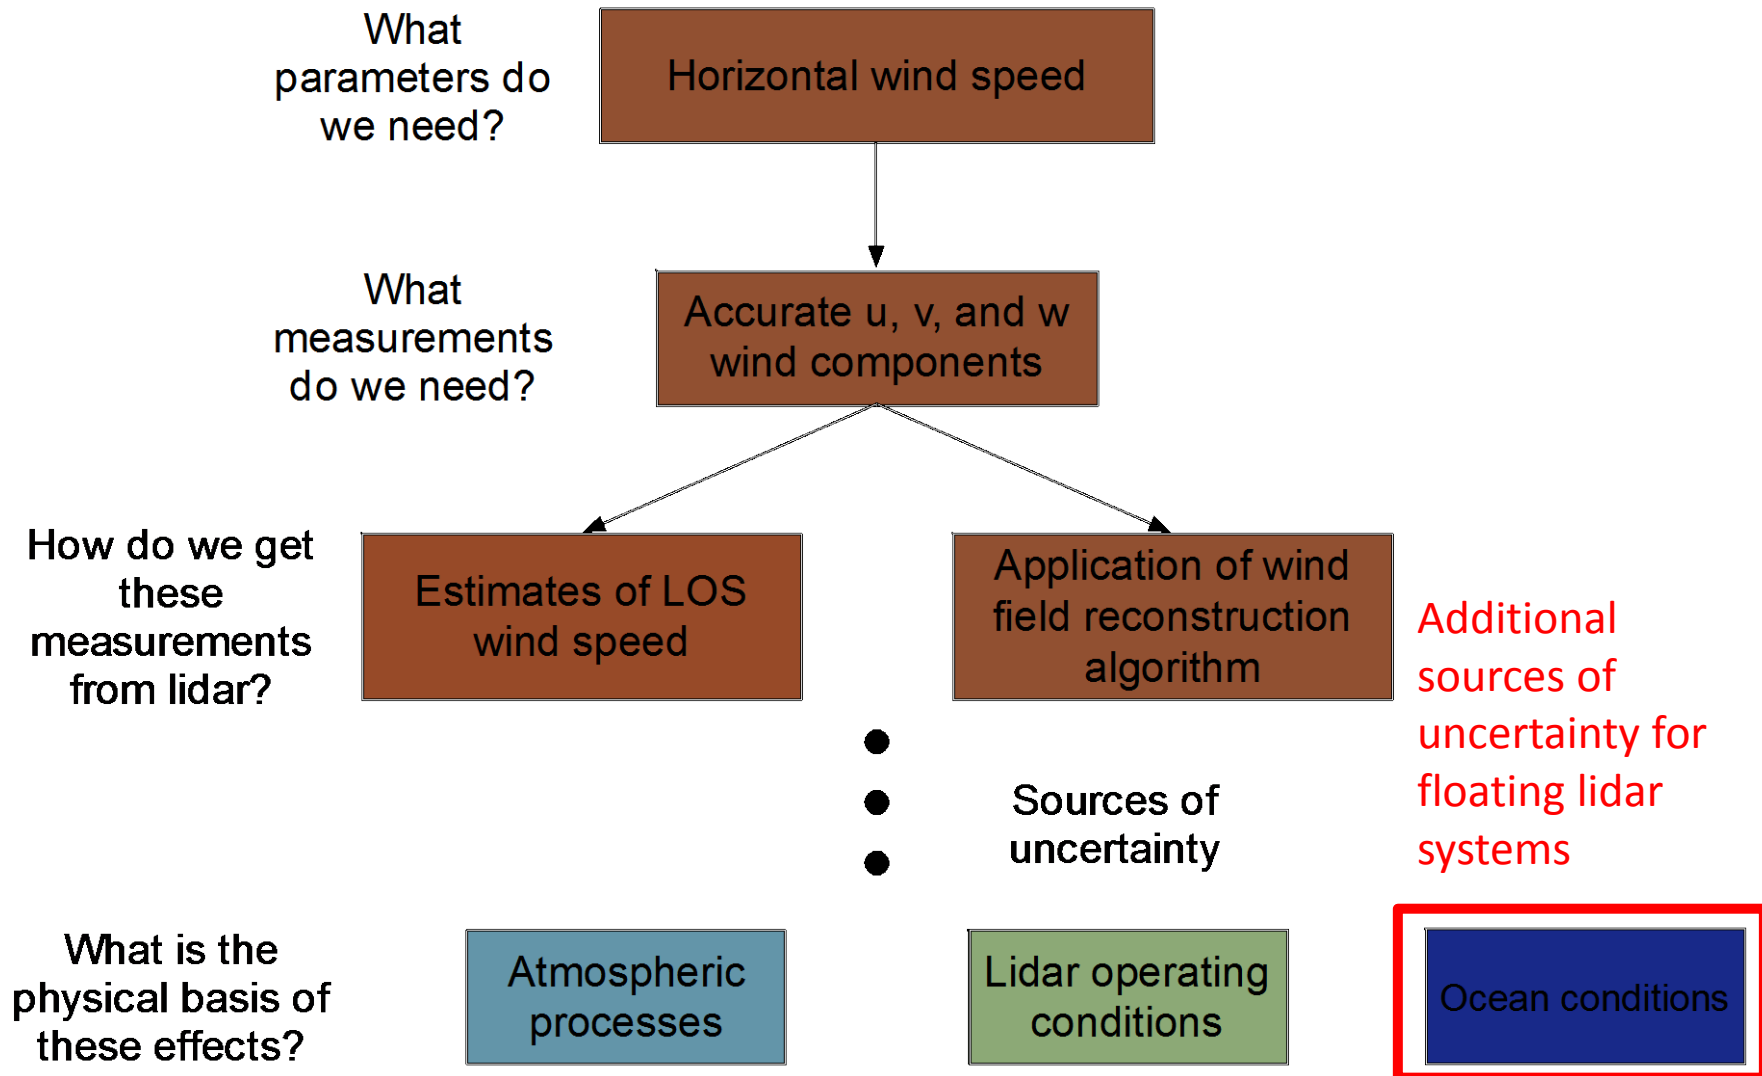 What
parameters do
we need?
Horizontal wind speed
What
measurements
do we need?
Accurate u, v, and w
wind components
How do we get
these
measurements
from lidar?
Estimates of LOS
wind speed
Application of wind
field reconstruction
algorithm
Additional
sources of
uncertainty for
floating lidar
systems
Sources of
uncertainty
What is the
physical basis of
these effects?
Atmospheric
processes
Lidar operating
conditions
Ocean conditions